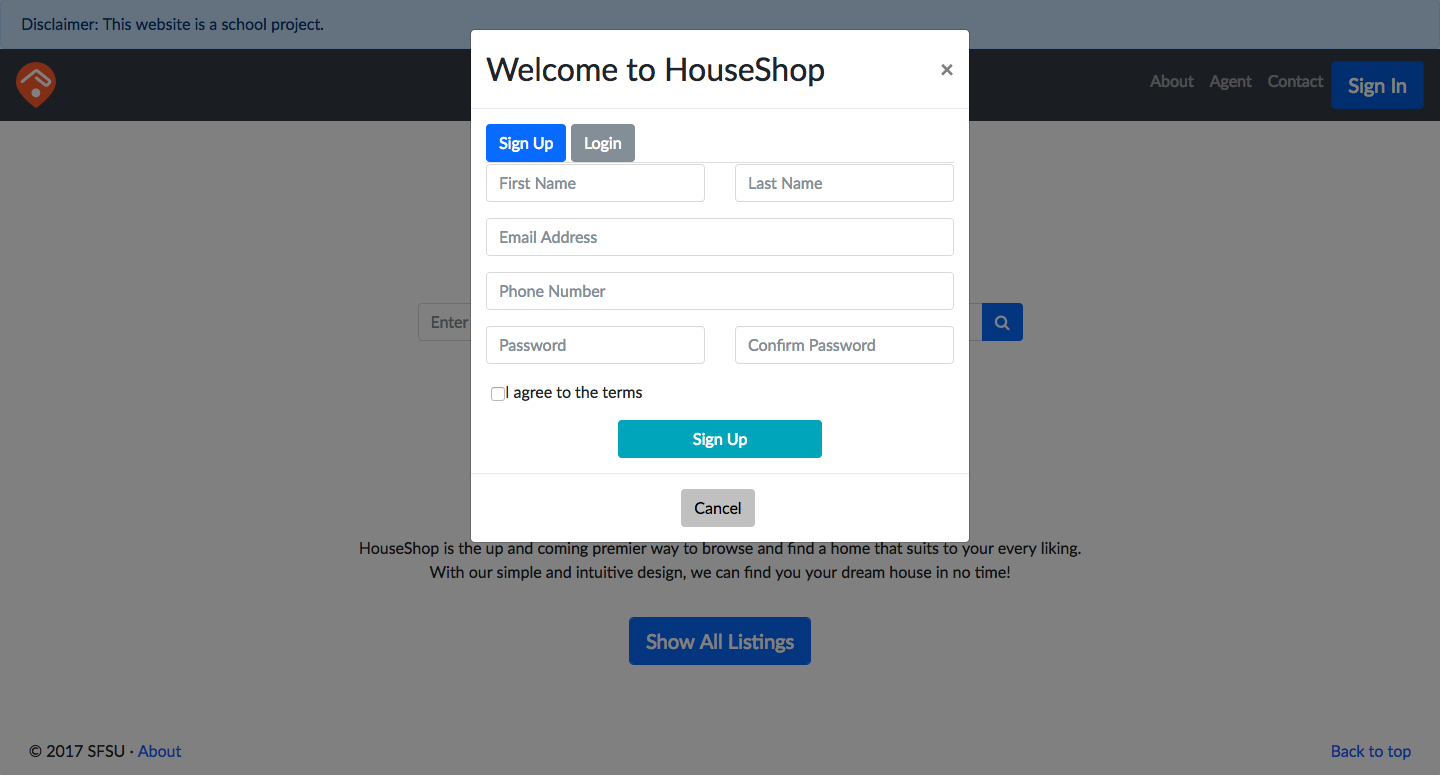 Disclaimer: This website is a school project.
Welcome to HouseShop
×
About Agent Contact Sign In
Sign Up Login
First Name Last Name
Email Address
Phone Number
Enter
Password Confirm Password
I agree to the terms
Sign Up
Cancel
HouseShop is the up and coming premier way to browse and find a home that suits to your every liking.
With our simple and intuitive design, we can find you your dream house in no time!
Show All Listings
© 2017 SFSU · About
Back to top